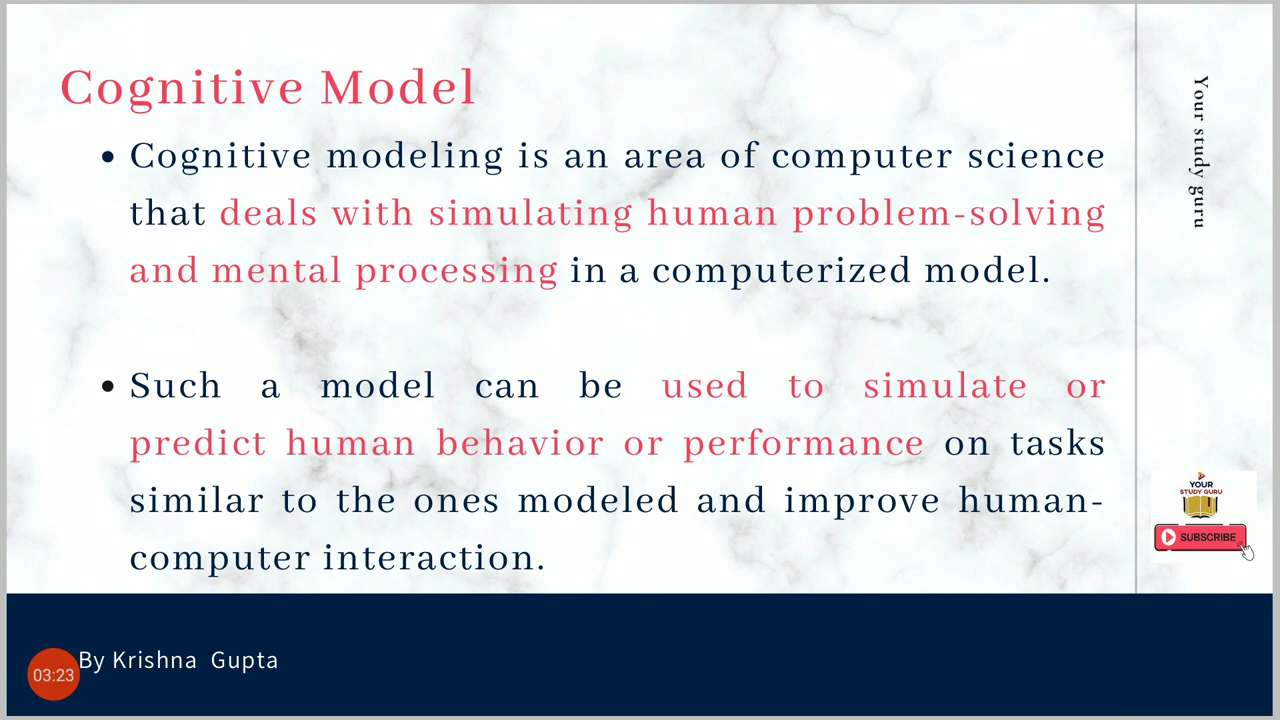 Cognitive Model
• Cognitive modeling is an area of computer science
that deals with simulating human problem-solving
and mental processing in a computerized model.
• Such a model can be used to simulate or
predict human behavior or performance on tasks
similar to the ones modeled and improve human-
computer interaction.
Your study guru
YOUR
STUDY GURU
SUBSCRIBE
By Krishna Gupta
03:23